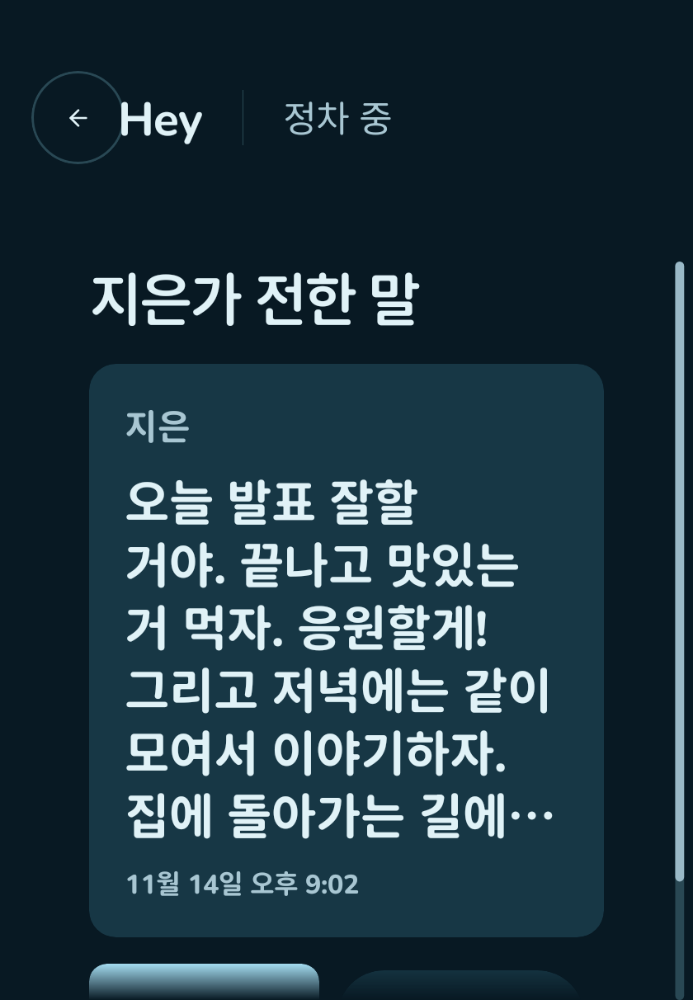 Hey
정차 중
지은가 전한 말
지은
오늘 발표 잘할
거야. 끝나고 맛있는
거 먹자. 응원할게!
그리고 저녁에는 같이
모여서 이야기하자.
집에 돌아가는 길에…
11월 14일 오후 9:02